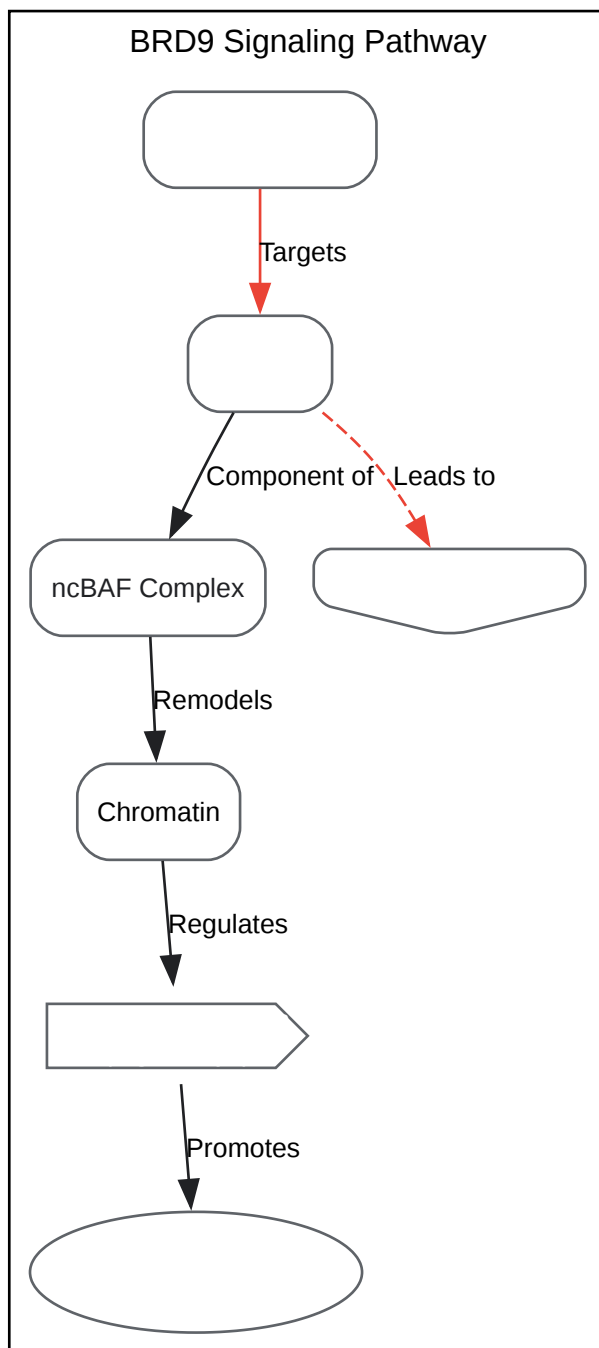 BRD9 Signaling Pathway
Targets
Component of
Leads to
ncBAF Complex
Remodels
Chromatin
Regulates
Promotes